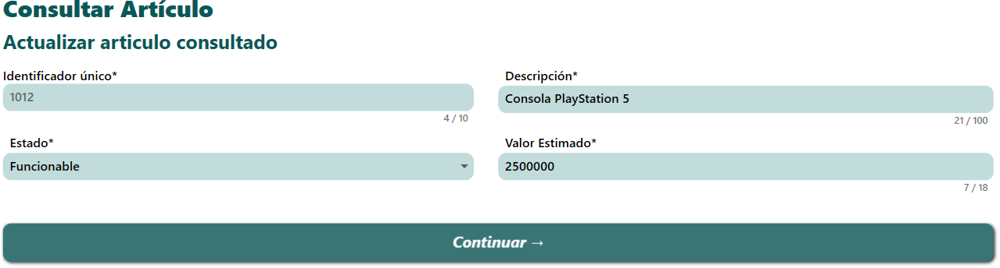 Consultar Artículo
Actualizar articulo consultado
Identificador único*
1012
4 / 10
Descripción*
Consola PlayStation 5
21 / 100
Estado*
Funcionable
Valor Estimado*
2500000
7 / 18
Continuar →